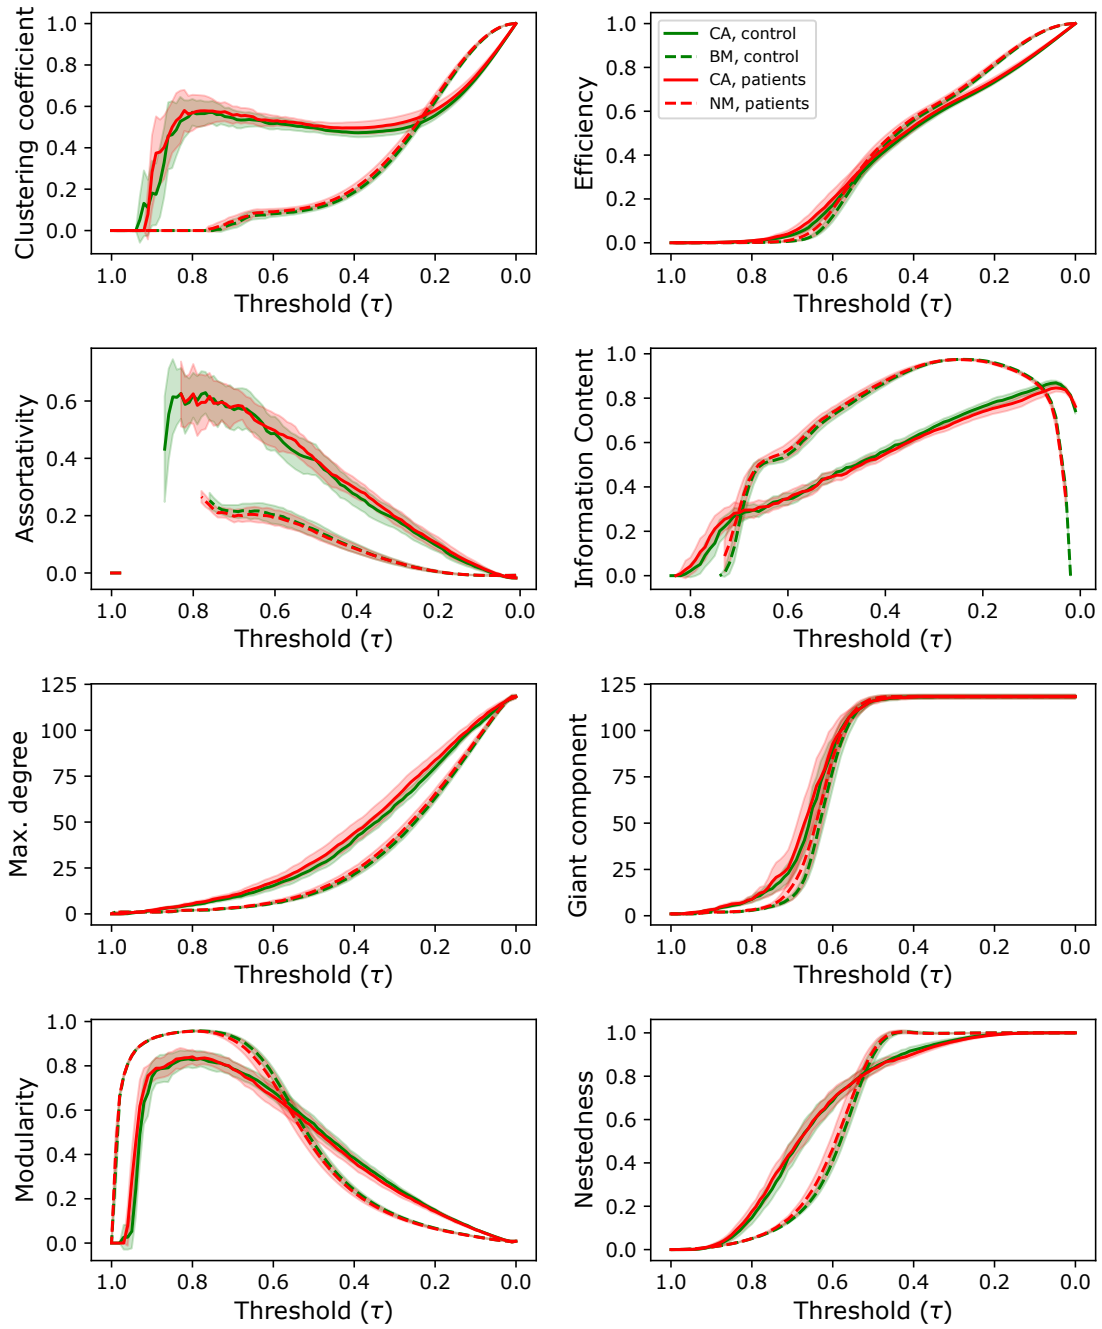 Clustering coefficient
1.0
0.8
0.6
0.4
0.2
0.0
1.0 0.8 0.6 0.4 0.2 0.0
Threshold (τ)
Efficiency
1.0
0.8
0.6
0.4
0.2
0.0
CA, control
BM, control
CA, patients
NM, patients
1.0 0.8 0.6 0.4 0.2 0.0
Threshold (τ)
Assortativity
0.6
0.4
0.2
0.0
1.0 0.8 0.6 0.4 0.2 0.0
Threshold (τ)
Information Content
1.0
0.8
0.6
0.4
0.2
0.0
0.8 0.6 0.4 0.2 0.0
Threshold (τ)
Max. degree
125
100
75
50
25
0
1.0 0.8 0.6 0.4 0.2 0.0
Threshold (τ)
Giant component
125
100
75
50
25
0
1.0 0.8 0.6 0.4 0.2 0.0
Threshold (τ)
Modularity
1.0
0.8
0.6
0.4
0.2
0.0
1.0 0.8 0.6 0.4 0.2 0.0
Threshold (τ)
Nestedness
1.0
0.8
0.6
0.4
0.2
0.0
1.0 0.8 0.6 0.4 0.2 0.0
Threshold (τ)